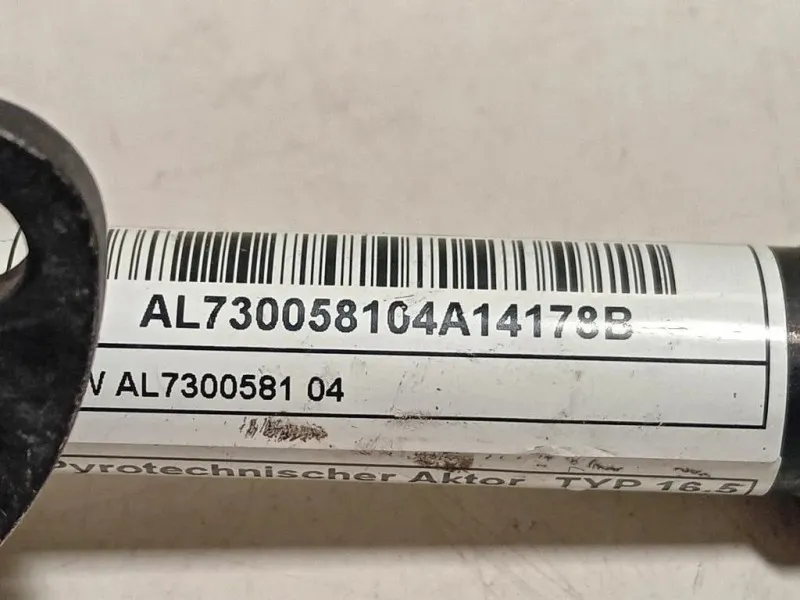 AL730058104A14178B
AL7300581 04
Pyrotechnischer Aktor TYP 16.5